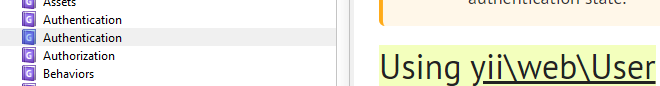 Assets
Authentication
Authentication
Authorization
Behaviors
authentication state.
Using yii\web\User